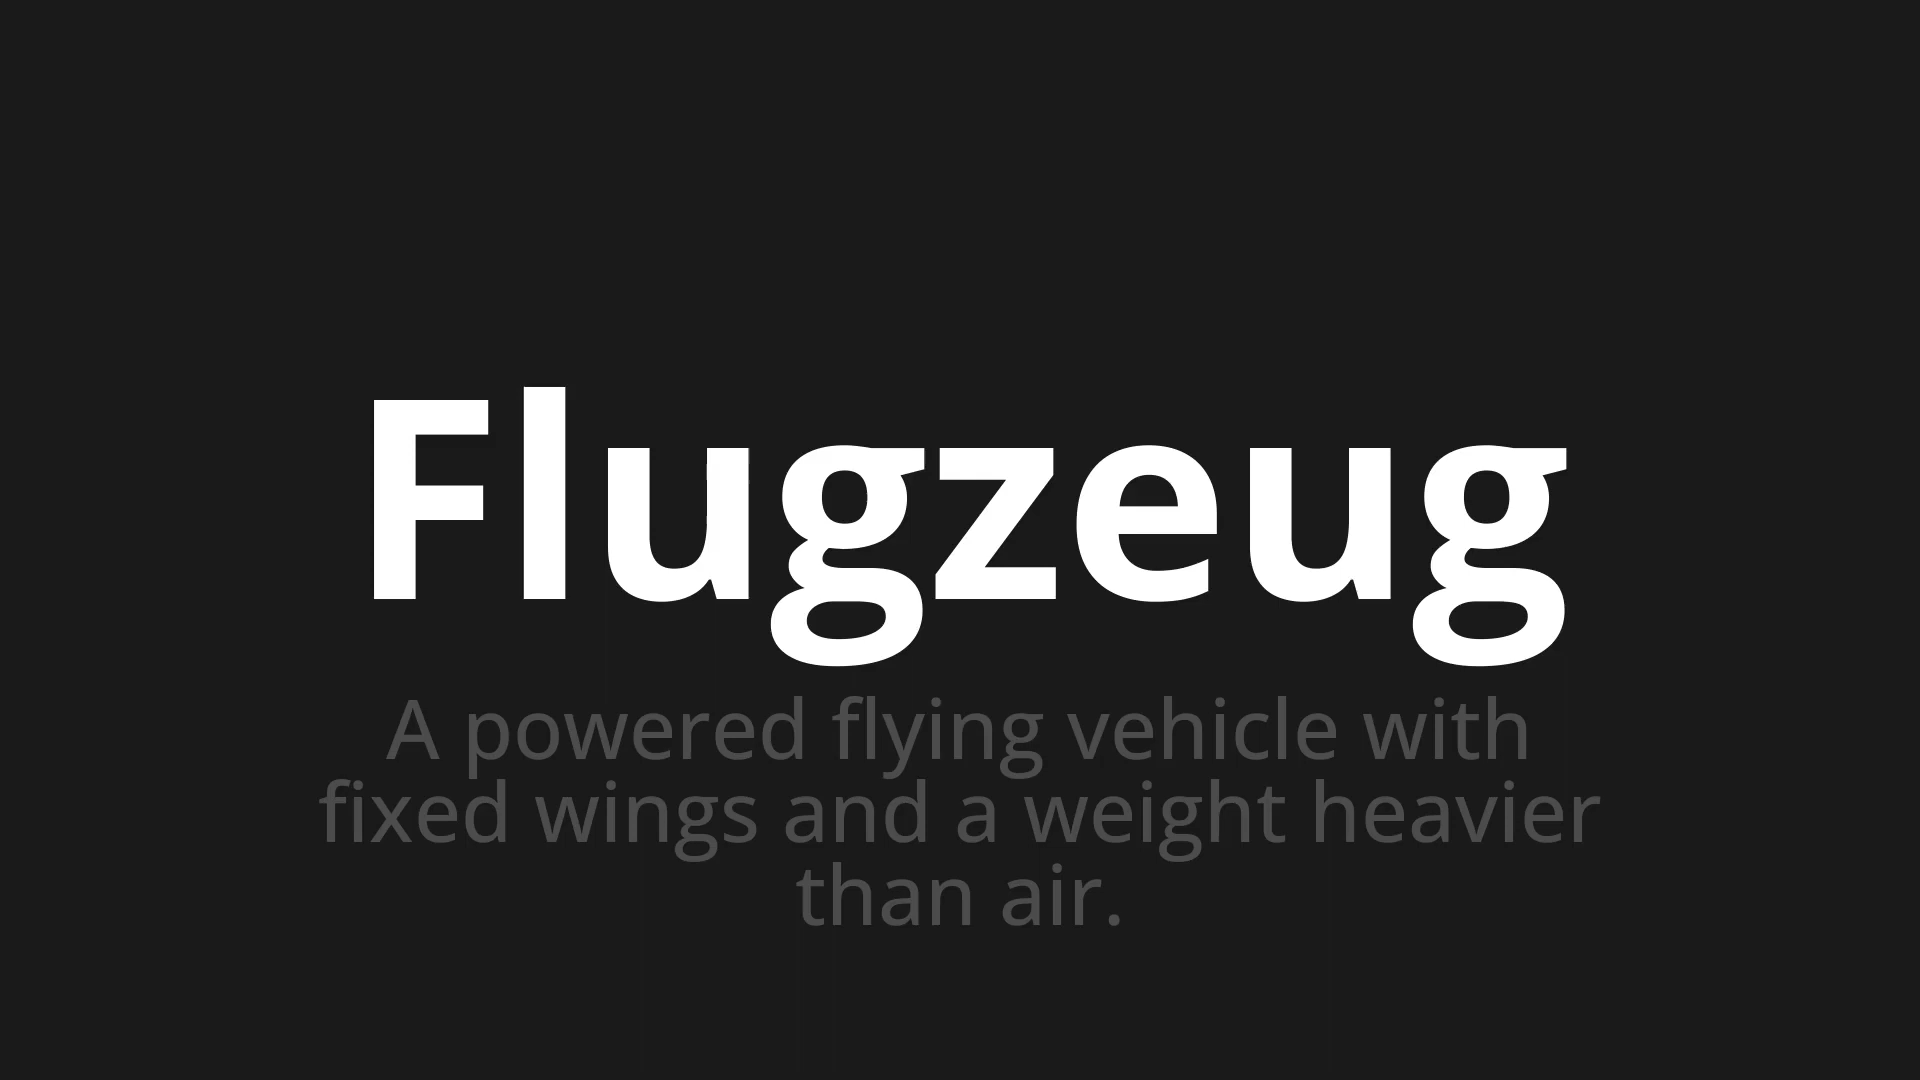 Flugzeug
A powered flying vehicle with
fixed wings and a weight heavier
than air.